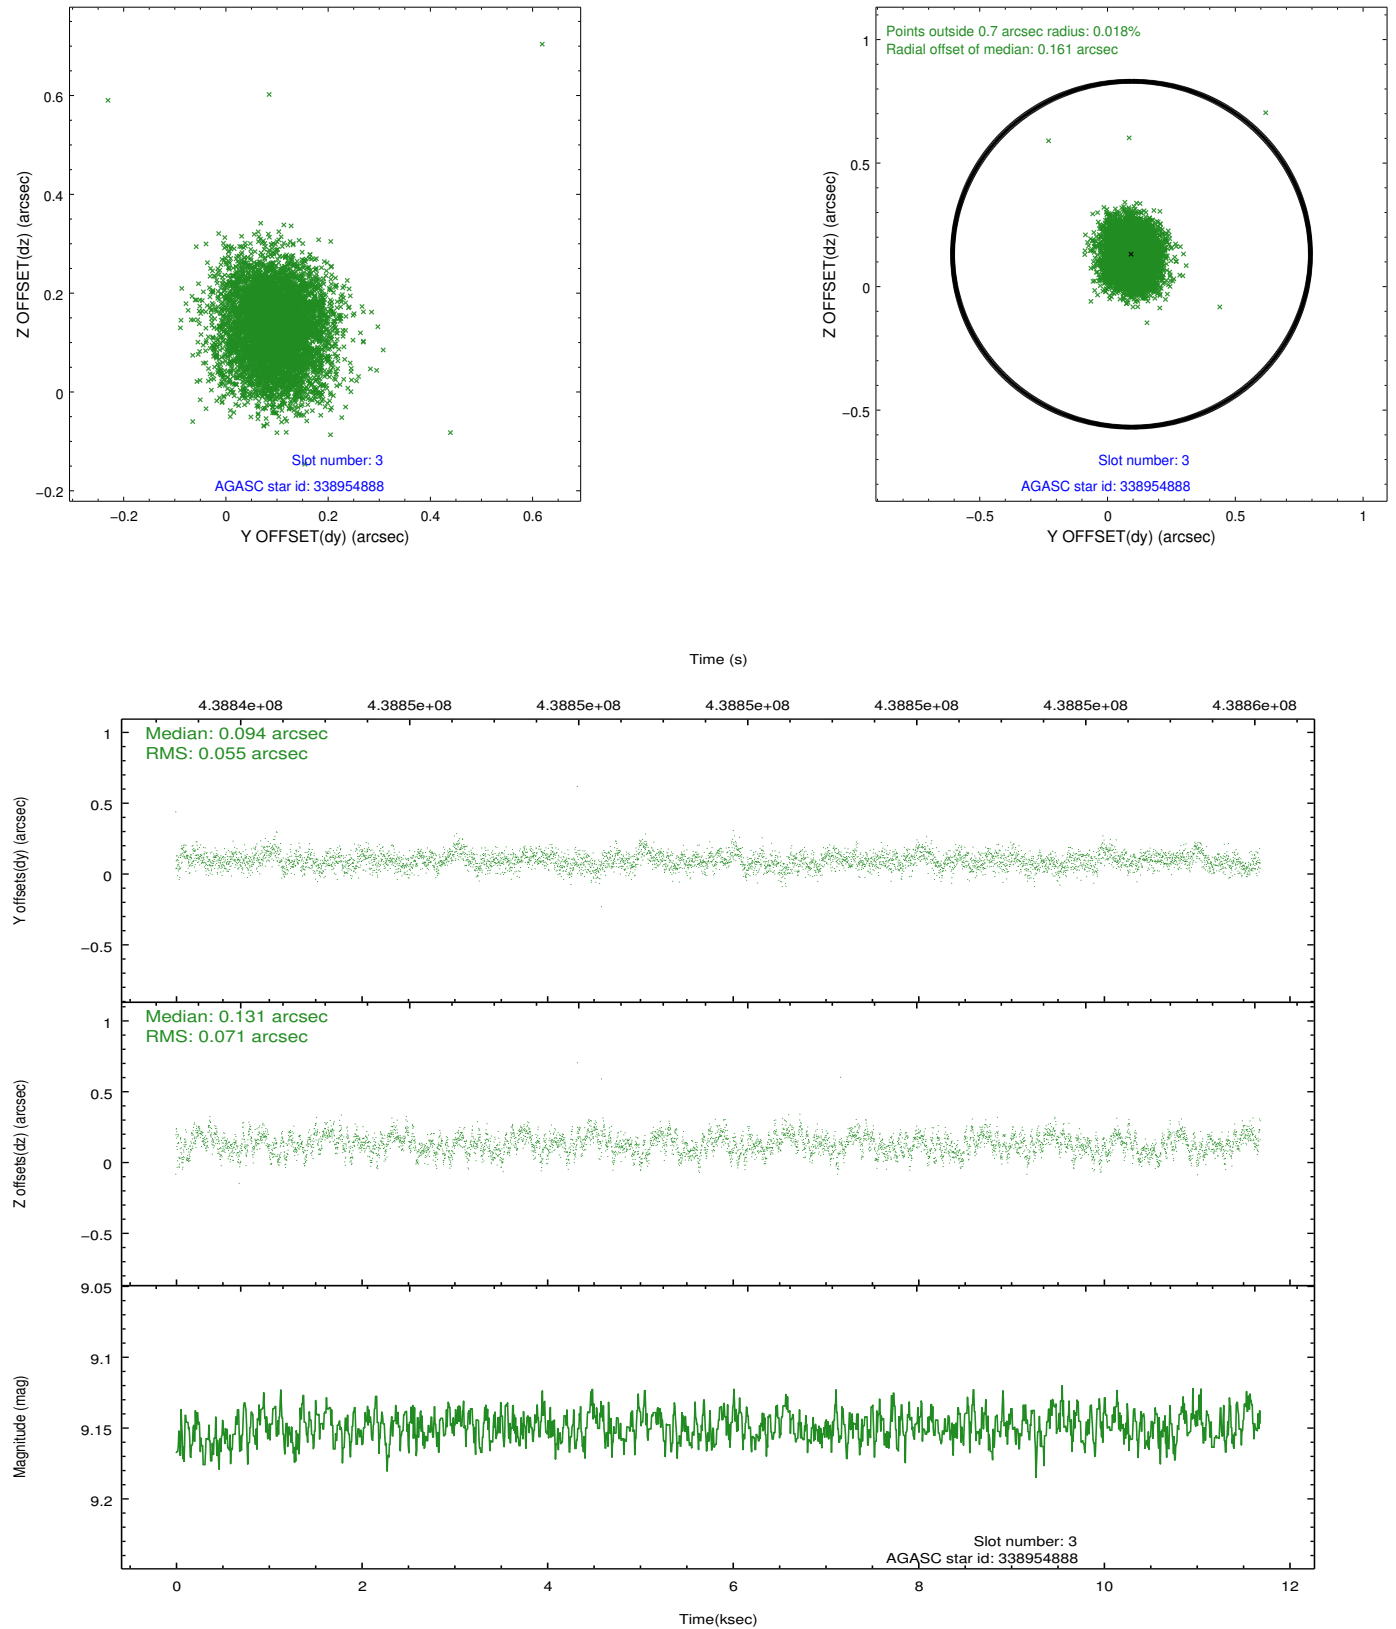 0.6
0.4
0.2
0
−0.2
Z OFFSET(dz) (arcsec)
Slot number: 3
AGASC star id: 338954888
−0.2 0 0.2 0.4 0.6
Y OFFSET(dy) (arcsec)
Points outside 0.7 arcsec radius: 0.018%
Radial offset of median: 0.161 arcsec
1
0.5
0
−0.5
Z OFFSET(dz) (arcsec)
Slot number: 3
AGASC star id: 338954888
−0.5 0 0.5 1
Y OFFSET(dy) (arcsec)
Time (s)
4.3884e+08 4.3885e+08 4.3885e+08 4.3885e+08 4.3885e+08 4.3885e+08 4.3886e+08
Median: 0.094 arcsec
RMS: 0.055 arcsec
1
0.5
0
−0.5
Y offsets(dy) (arcsec)
Median: 0.131 arcsec
RMS: 0.071 arcsec
1
0.5
0
−0.5
Z offsets(dz) (arcsec)
9.05
9.1
9.15
9.2
Magnitude (mag)
Slot number: 3
AGASC star id: 338954888
0 2 4 6 8 10 12
Time(ksec)